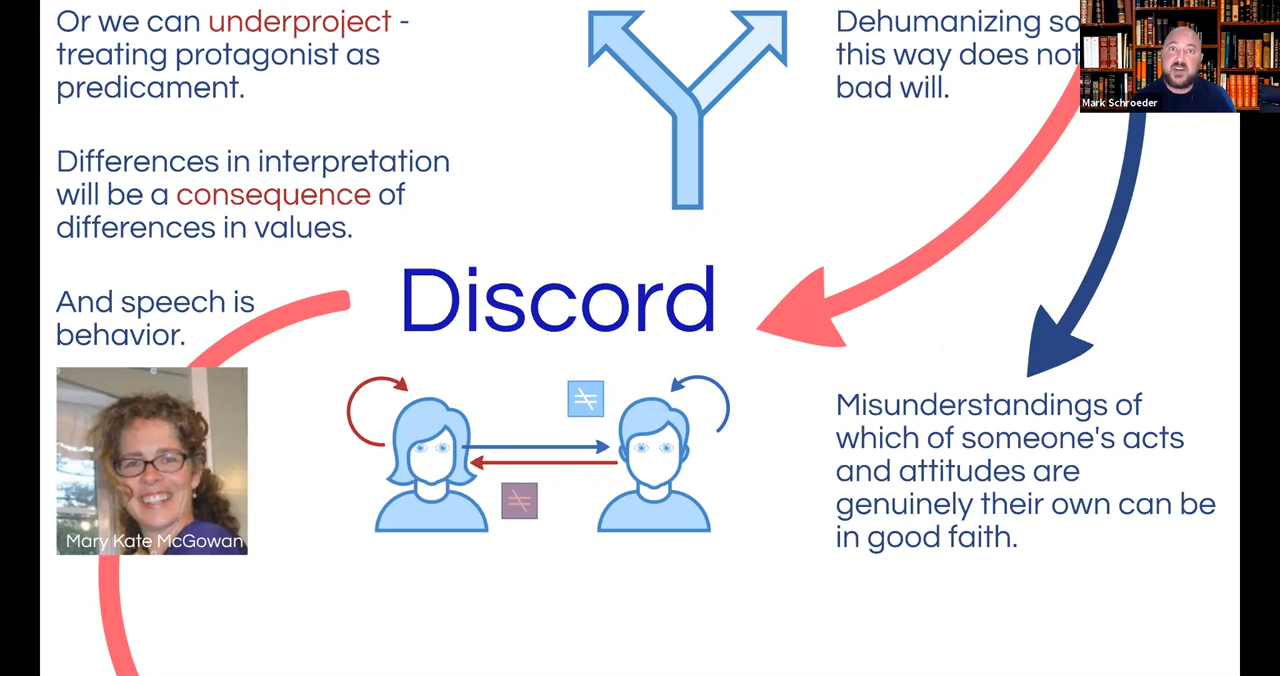 Or we can underproject -
treating protagonist as
predicament.
Differences in interpretation
will be a consequence of
differences in values.
And speech is
behavior.
Mary Kate McGowan
Discord
≠
≠
Dehumanizing so
this way does not
bad will.
Mark Schroeder
Misunderstandings of
which of someone's acts
and attitudes are
genuinely their own can be
in good faith.